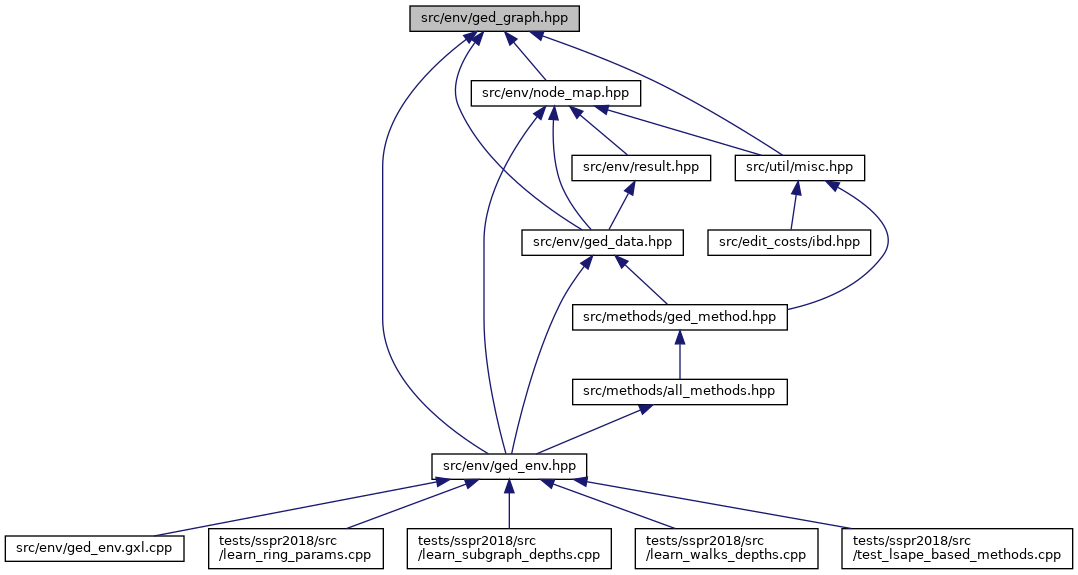 src/env/ged_graph.hpp
src/env/node_map.hpp
src/env/result.hpp
src/util/misc.hpp
src/env/ged_data.hpp
src/edit_costs/ibd.hpp
src/methods/ged_method.hpp
src/methods/all_methods.hpp
src/env/ged_env.hpp
src/env/ged_env.gxl.cpp
tests/sspr2018/src
/learn_ring_params.cpp
tests/sspr2018/src
/learn_subgraph_depths.cpp
tests/sspr2018/src
/learn_walks_depths.cpp
tests/sspr2018/src
/test_lsape_based_methods.cpp